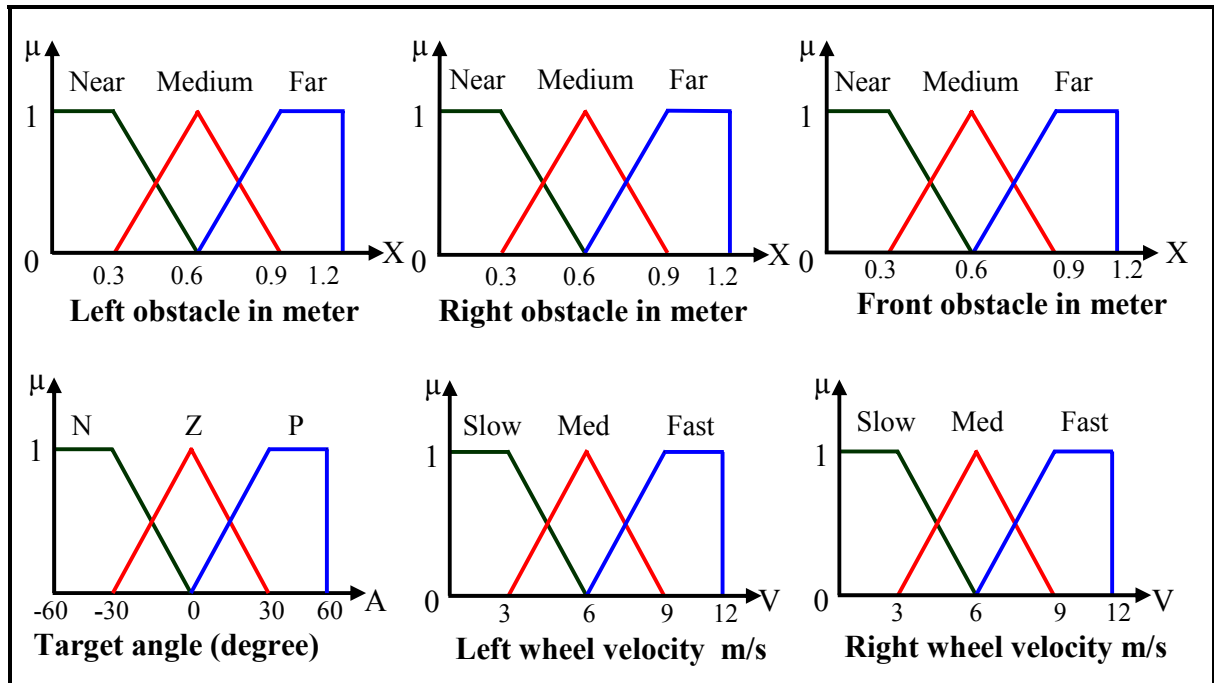 μ
Near Medium Far
1
0
X
0.3 0.6 0.9 1.2
Left obstacle in meter
μ
Near Medium Far
1
0
X
0.3 0.6 0.9 1.2
Right obstacle in meter
μ
Near Medium Far
1
0
0.3 0.6 0.9 1.2 X
Front obstacle in meter
μ
N Z P
1
-60 -30 0 30 60 A
Target angle (degree)
μ
Slow Med Fast
1
0
3 6 9 12 V
Left wheel velocity m/s
μ
Slow Med Fast
1
0
3 6 9 12 V
Right wheel velocity m/s